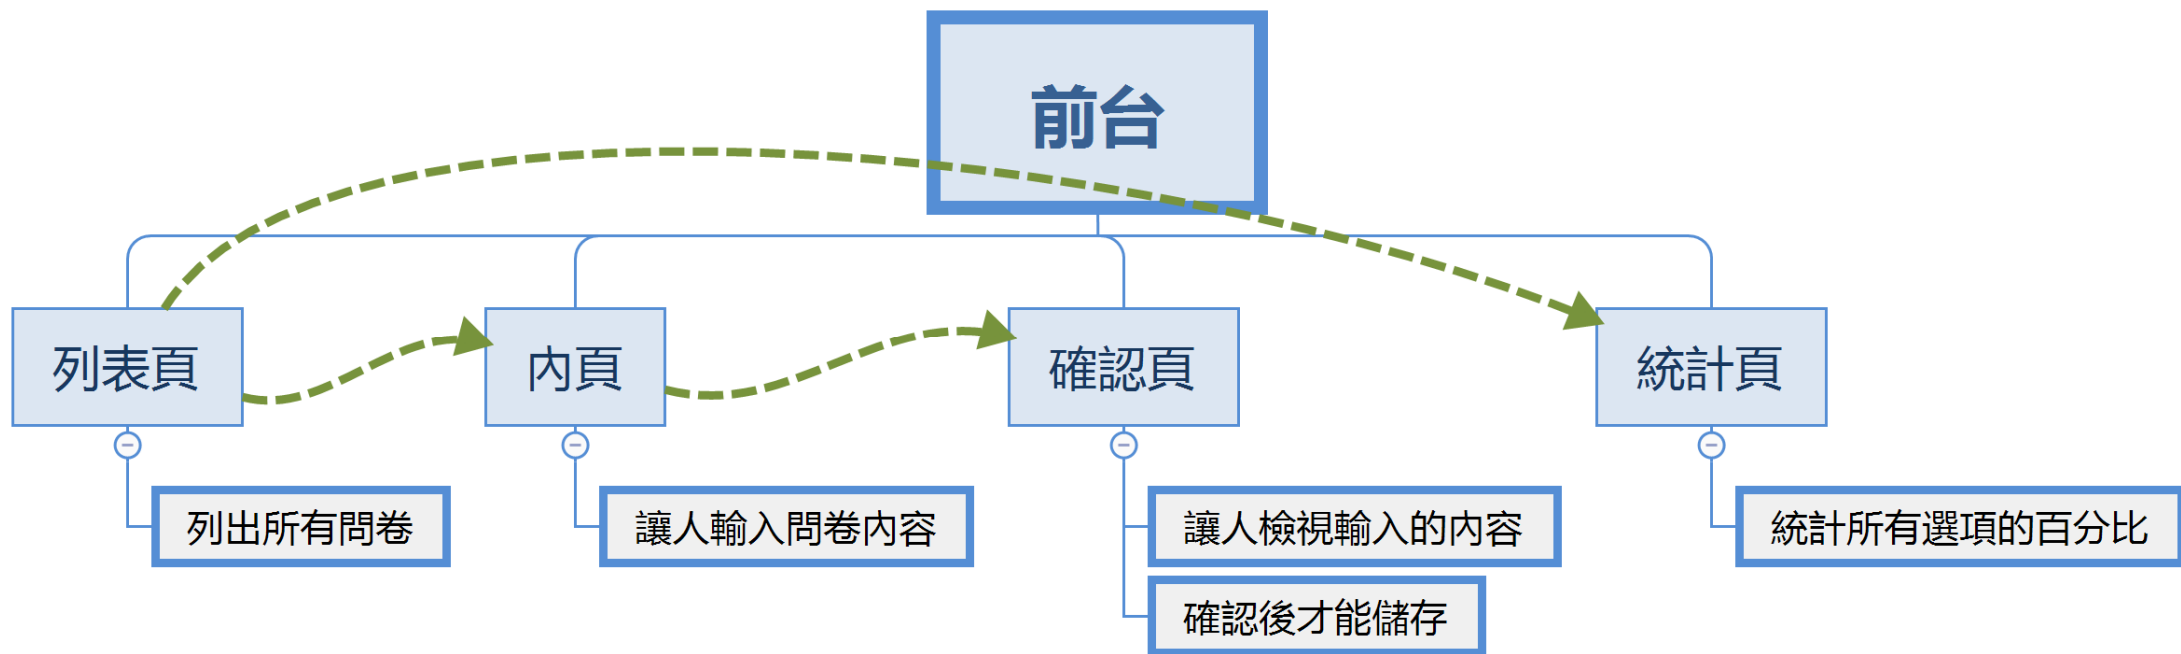 前台
列表頁
內頁
確認頁
統計頁
列出所有問卷
讓人輸入問卷內容
讓人檢視輸入的內容
統計所有選項的百分比
確認後才能儲存